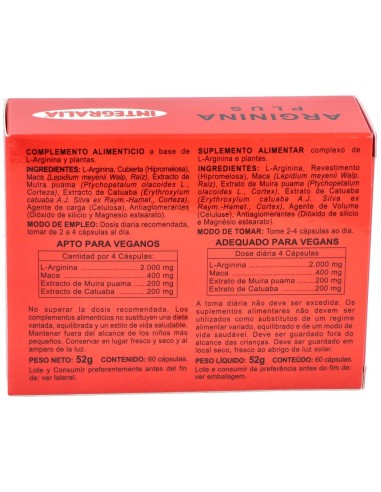 ARGININA
PLUS
INTEGRALIA
COMPLEMENTO ALIMENTICIO a base de
L-Arginina y plantas.
INGREDIENTES: L-Arginina, Cubierta (Hipromelosa),
Maca (Lepidium meyenii Walp, Raíz), Extracto de
Muira puama (Ptychopetalum olacoides L.,
Corteza), Extracto de Catuaba (Erythroxylum
catuaba A.J. Silva ex Raym.-Hamet., Corteza),
Agente de carga (Celulosa), Antiaglomerantes
(Dióxido de silicio y Magnesio estearato).
MODO DE EMPLEO: Dosis diaria recomendada,
tomar de 2 a 4 cápsulas al día.
APTO PARA VEGANOS
Cantidad por 4 Cápsulas:
L-Arginina ........................ 2.000 mg
Maca ................................ 400 mg
Extracto de Muira puama .... 200 mg
Extracto de Catuaba .......... 200 mg
No superar la dosis recomendada. Los
complementos alimenticios no sustituyen una dieta
variada, equilibrada y un estilo de vida saludable.
Mantener fuera del alcance de los niños más
pequeños. Conservar en lugar fresco y seco y al
amparo de la luz.
PESO NETO: 52g CONTENIDO: 60 cápsulas.
Lote y Consumir preferentemente antes del fin
de: ver lateral.
SUPLEMENTO ALIMENTAR complexo de
L-Arginina e plantas.
INGREDIENTES: L-Arginina, Revestimento
(Hipromelosa), Maca (Lepidium meyenii Walp,
Raiz), Extrato de Muira puama (Ptychopetalum
olacoides L., Casca), Extrato de Catuaba
(Erythroxylum catuaba A.J. Silva ex
Raym.-Hamet., Casca), Agente de Volume
(Celulose), Antiaglomerantes (Dióxido de silício
e Magnésio estearato).
MODO DE TOMAR: Tome 2-4 cápsulas ao dia.
ADEQUADO PARA VEGANS
Dose diária 4 Cápsulas
L-Arginina ........................ 2.000 mg
Maca ................................ 400 mg
Extrato de Muira puama ..... 200 mg
Extrato de Catuaba ........... 200 mg
A toma diária não deve ser excedida. Os
suplementos alimentares não devem ser
utilizados como substitutos de um regime
alimentar variado, equilibrado e de um modo de
vida saudável. Deve ser guardado fora do
alcance das crianças. Deve ser guardado em
local seco, fresco ao abrigo da luz solar.
PESO LÍQUIDO: 52g CONTEÚDO: 60 cápsulas.
Lote e consumir de preferência antes do fim de:
ver embalagem.